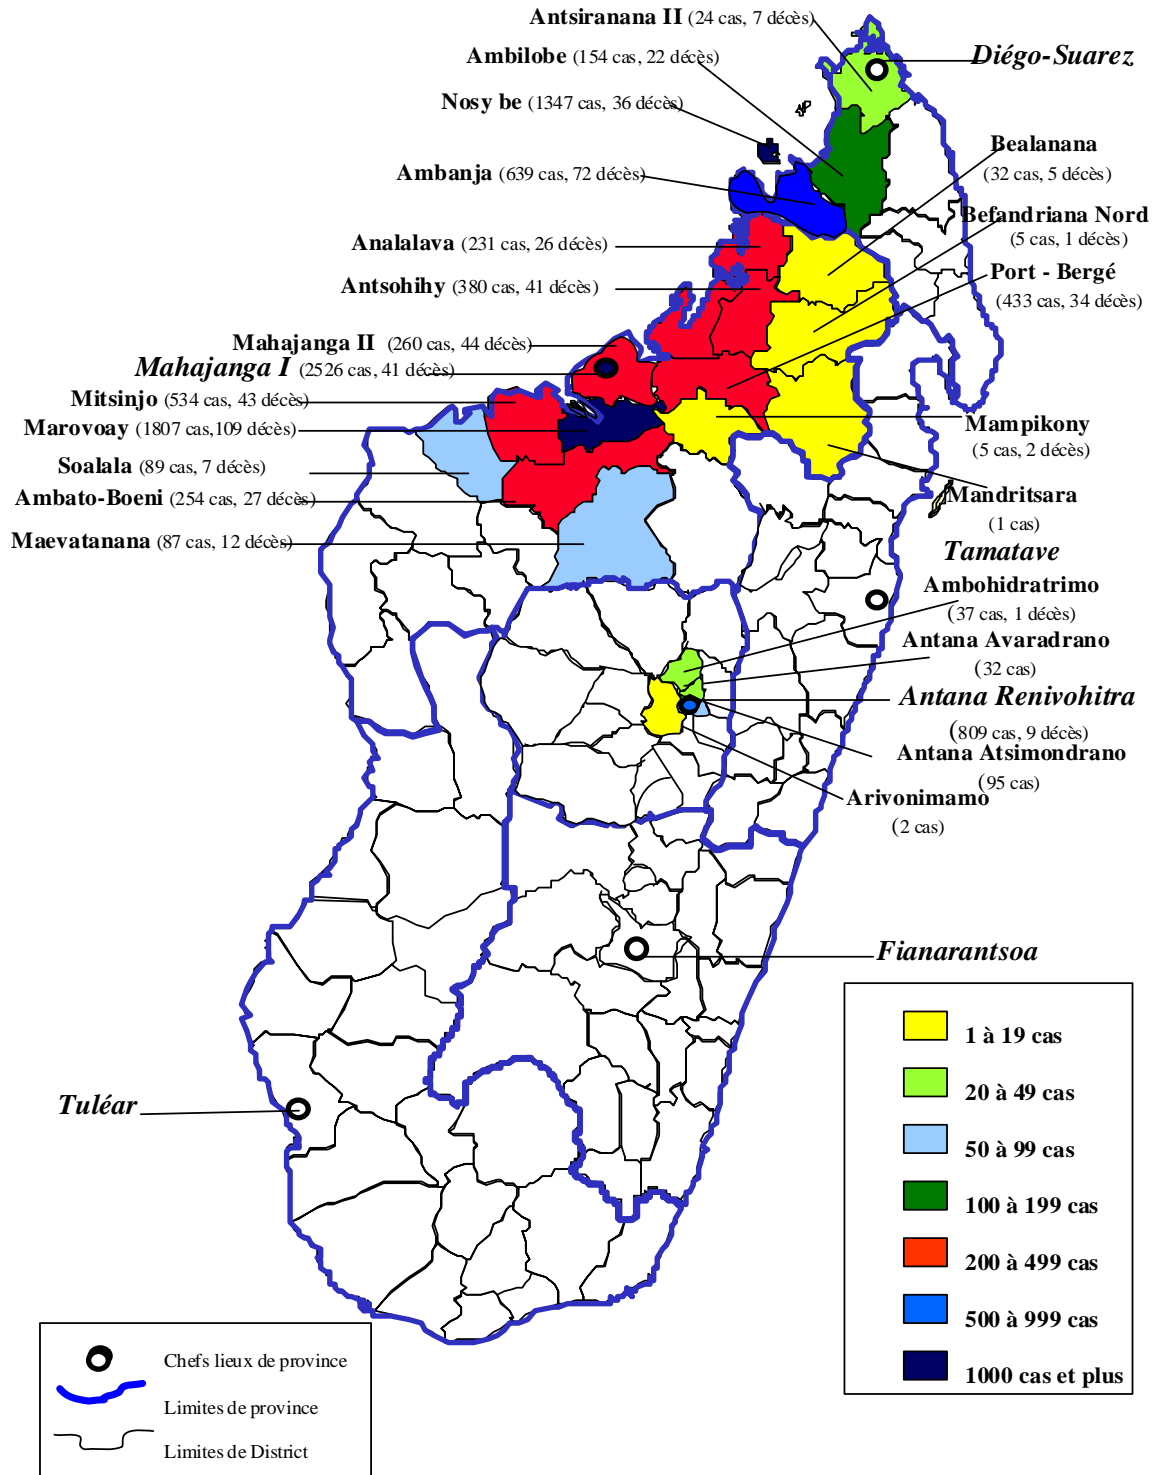 Antsiranana II (24 cas, 7 décès)
Diégo-Suarez
Ambilobe (154 cas, 22 décès)
Nosy be (1347 cas, 36 décès)
Bealanana
(32 cas, 5 décès)
Ambanja (639 cas, 72 décès)
Befandriana Nord
(5 cas, 1 décès)
Analalava (231 cas, 26 décès)
Port - Bergé
(433 cas, 34 décès)
Antsohihy (380 cas, 41 décès)
Mahajanga II (260 cas, 44 décès)
Mahajanga I (2526 cas, 41 décès)
Mitsinjo (534 cas, 43 décès)
Marovoay (1807 cas,109 décès)
Mampikony
(5 cas, 2 décès)
Soalala (89 cas, 7 décès)
Ambato-Boeni (254 cas, 27 décès)
Mandritsara
(1 cas)
Maevatanana (87 cas, 12 décès)
Tamatave
Ambohidratrimo
(37 cas, 1 décès)
Antana Avaradrano
(32 cas)
Antana Renivohitra
(809 cas, 9 décès)
Antana Atsimondrano
(95 cas)
Arivonimamo
(2 cas)
Fianarantsoa
Tuléar
1 à 19 cas
20 à 49 cas
50 à 99 cas
100 à 199 cas
200 à 499 cas
500 à 999 cas
1000 cas et plus
Chefs lieux de province
Limites de province
Limites de District